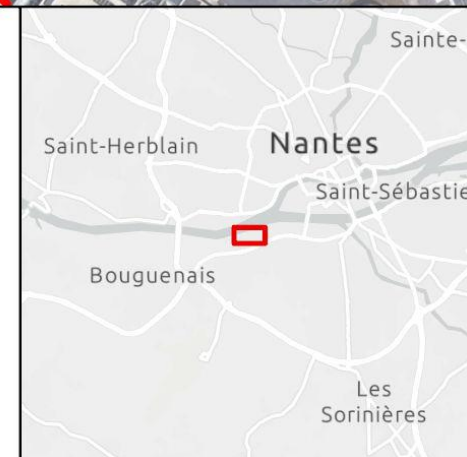 Sainte-
Saint-Herblain
Nantes
Saint-Sébastie
Bouguenais
Les
Sorinières